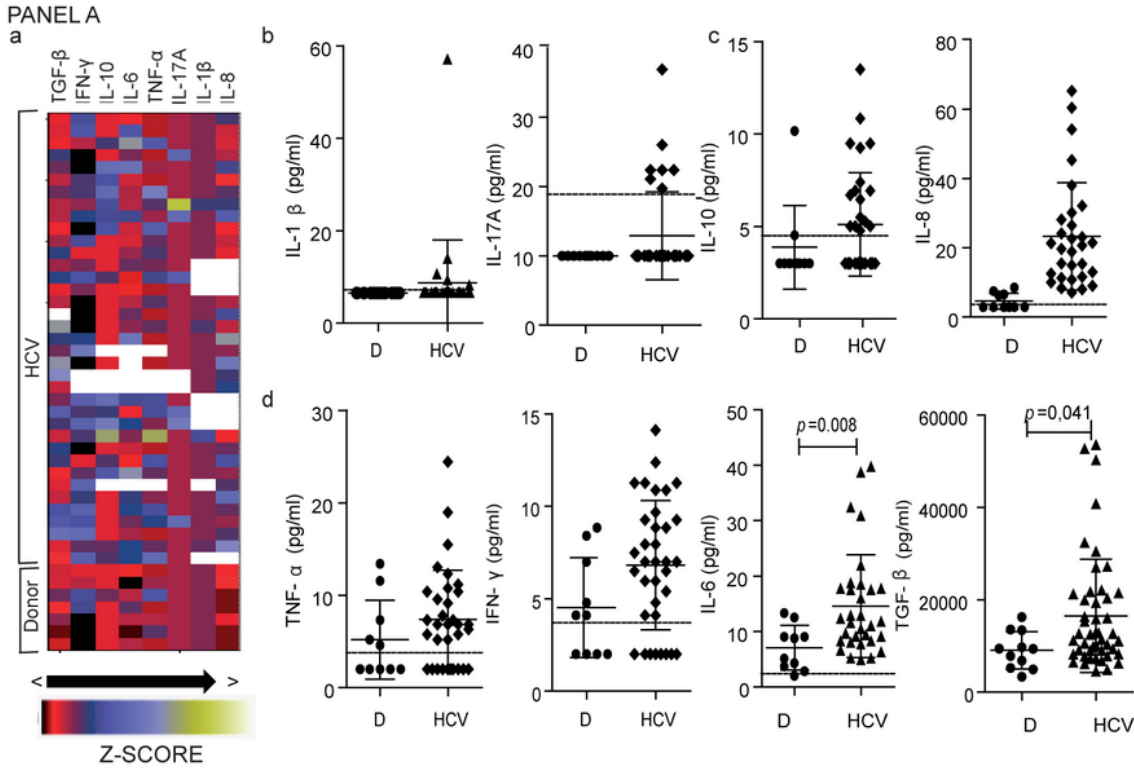 PANEL A
a
TGF-β
IFN-γ
IL-10
IL-6
TNF-α
IL-17A
IL-1β
IL-8
HCV
Donor
< >
Z-SCORE
b
IL-1 β (pg/ml)
60
40
20
0
D HCV
IL-17A (pg/ml)
40
30
20
10
0
D HCV
c
IL-10 (pg/ml)
15
10
5
0
D HCV
IL-8 (pg/ml)
80
60
40
20
0
D HCV
d
TNF- α (pg/ml)
30
20
10
0
D HCV
IFN- γ (pg/ml)
15
10
5
0
D HCV
IL-6 (pg/ml)
50
40
30
20
10
0
p=0.008
D HCV
TGF- β (pg/ml)
60000
40000
20000
0
p=0,041
D HCV